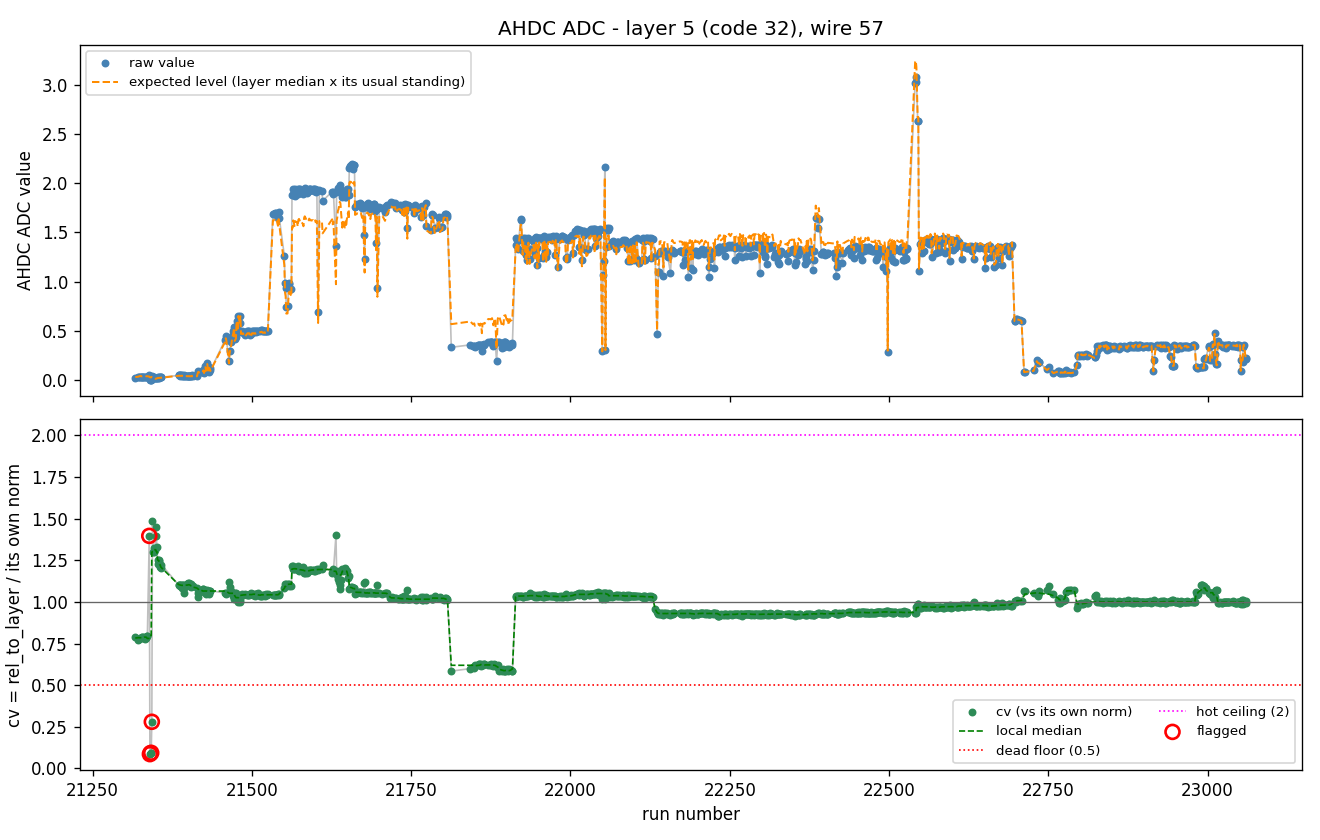 AHDC ADC - layer 5 (code 32), wire 57
raw value
expected level (layer median x its usual standing)
AHDC ADC value
3.0
2.5
2.0
1.5
1.0
0.5
0.0
cv = rel_to_layer / its own norm
2.00
1.75
1.50
1.25
1.00
0.75
0.50
0.25
0.00
cv (vs its own norm)
local median
dead floor (0.5)
hot ceiling (2)
flagged
21250 21500 21750 22000 22250 22500 22750 23000
run number